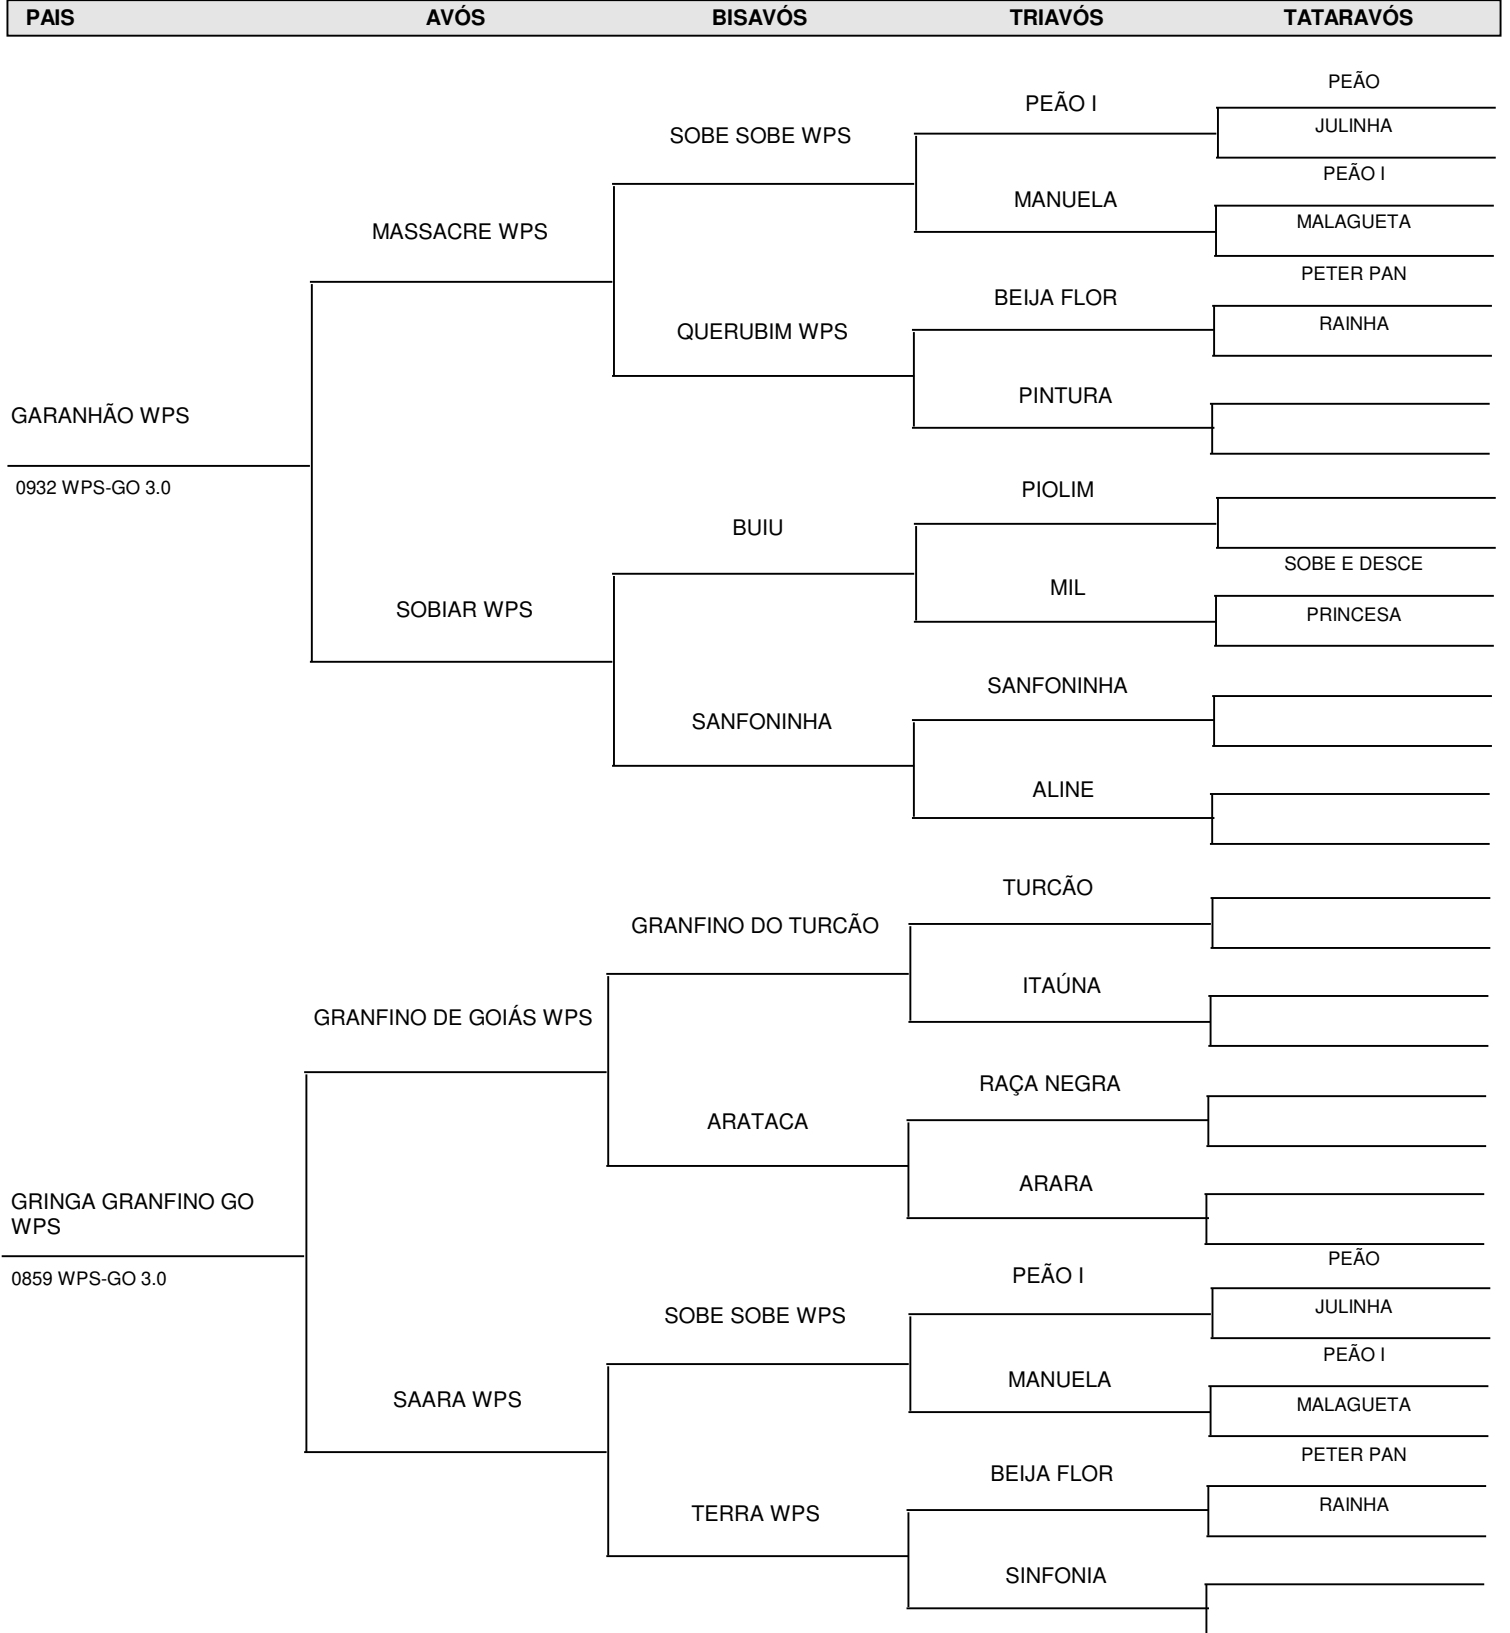 PAIS AVÓS BISAVÓS TRIAVÓS TATARAVÓS
PEÃO
PEÃO I
JULINHA
SOBE SOBE WPS
PEÃO I
MANUELA
MALAGUETA
MASSACRE WPS
PETER PAN
BEIJA FLOR
RAINHA
QUERUBIM WPS
PINTURA
GARANHÃO WPS
0932 WPS-GO 3.0
PIOLIM
BUIU
SOBE E DESCE
MIL
PRINCESA
SOBIAR WPS
SANFONINHA
SANFONINHA
ALINE
TURCÃO
GRANFINO DO TURCÃO
ITAÚNA
GRANFINO DE GOIÁS WPS
RAÇA NEGRA
ARATACA
ARARA
GRINGA GRANFINO GO
WPS
0859 WPS-GO 3.0
PEÃO
PEÃO I
JULINHA
SOBE SOBE WPS
PEÃO I
MANUELA
MALAGUETA
SAARA WPS
PETER PAN
BEIJA FLOR
RAINHA
TERRA WPS
SINFONIA